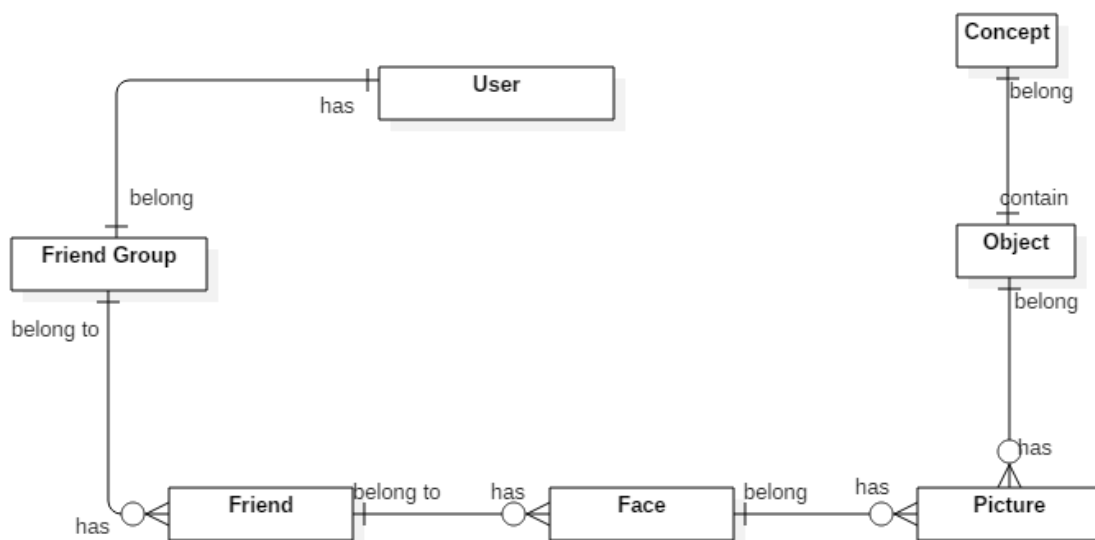 Concept
User
belong
has
belong
contain
Friend Group
Object
belong to
belong
has
Friend
belong to
has
Face
belong
has
Picture
has